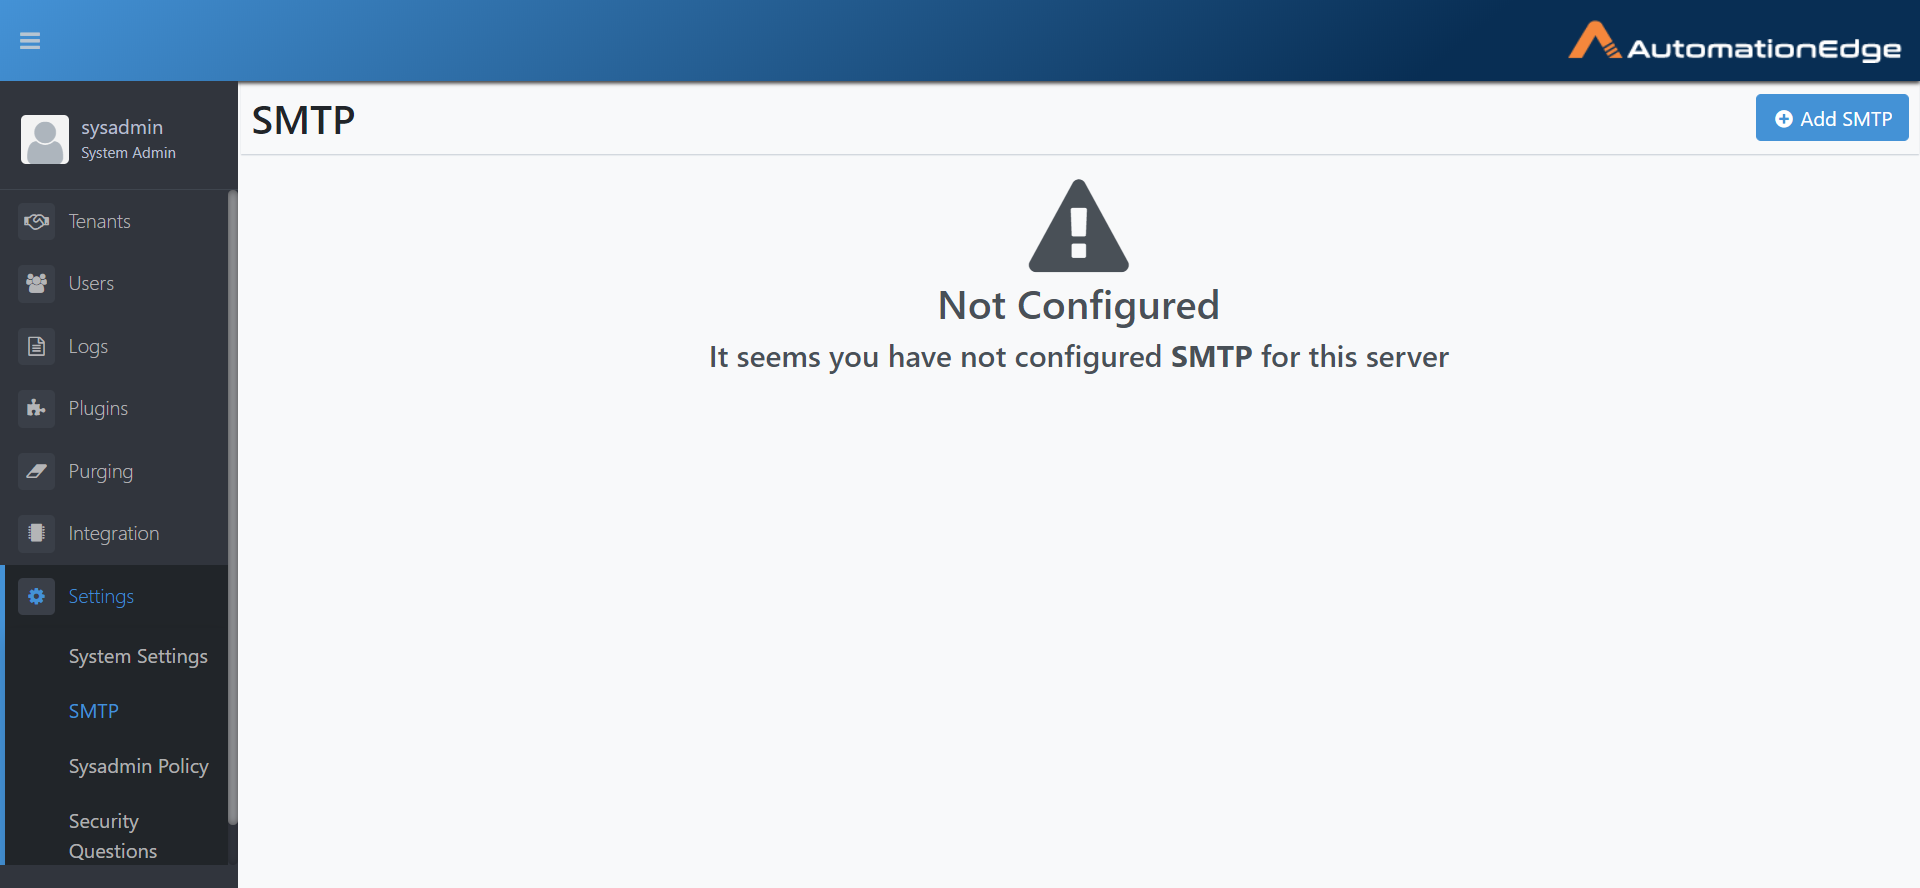 AutomationEdge
sysadmin
System Admin
SMTP
Add SMTP
Tenants
Users
Logs
Plugins
Purging
Integration
Settings
System Settings
SMTP
Sysadmin Policy
Security
Questions
Not Configured
It seems you have not configured SMTP for this server